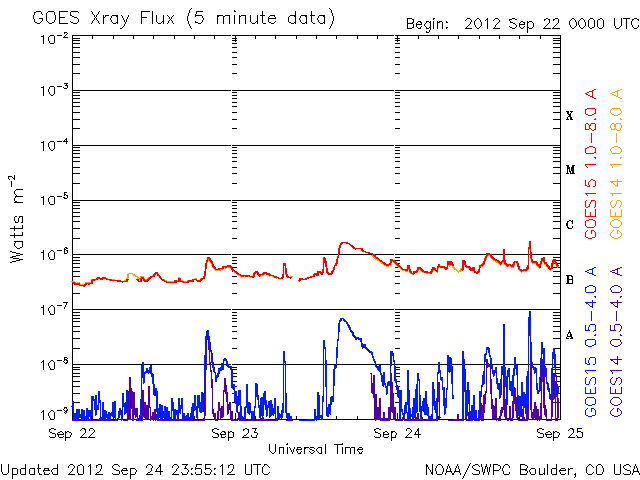 GOES Xray Flux (5 minute data)
Begin: 2012 Sep 22 0000 UTC
10-2
10-3
10-4
10-5
10-6
10-7
10-8
10-9
Watts m-2
X
M
C
B
A
GOES15 1.0-8.0 A
GOES14 1.0-8.0 A
GOES15 0.5-4.0 A
GOES14 0.5-4.0 A
Sep 22
Sep 23
Sep 24
Sep 25
Universal Time
Updated 2012 Sep 24 23:55:12 UTC
NOAA/SWPC Boulder, CO USA